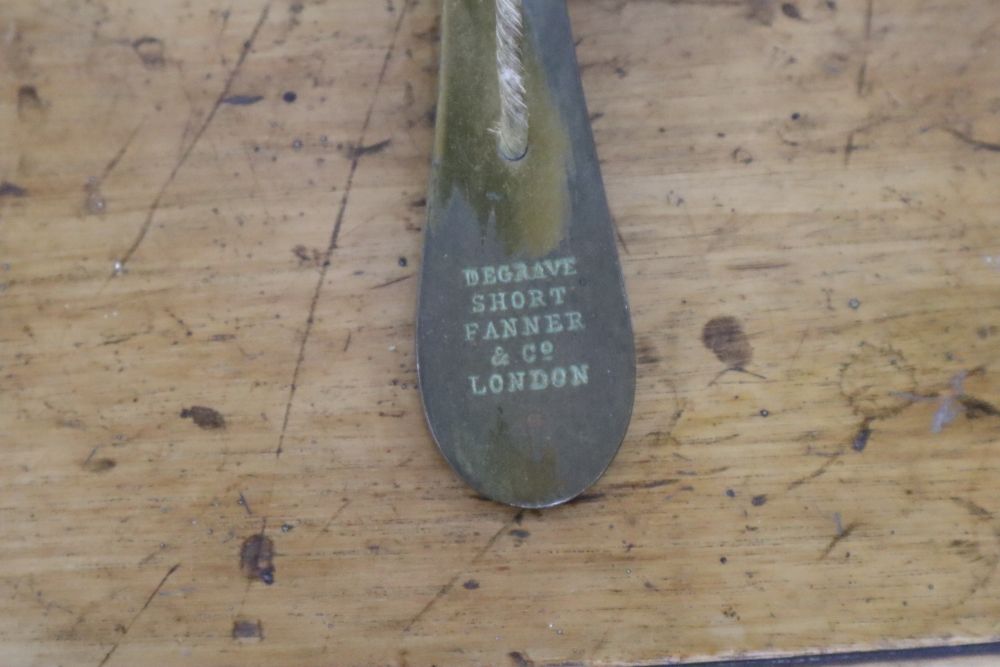 DEGRAVE
SHORT
FANNER
& Cº
LONDON